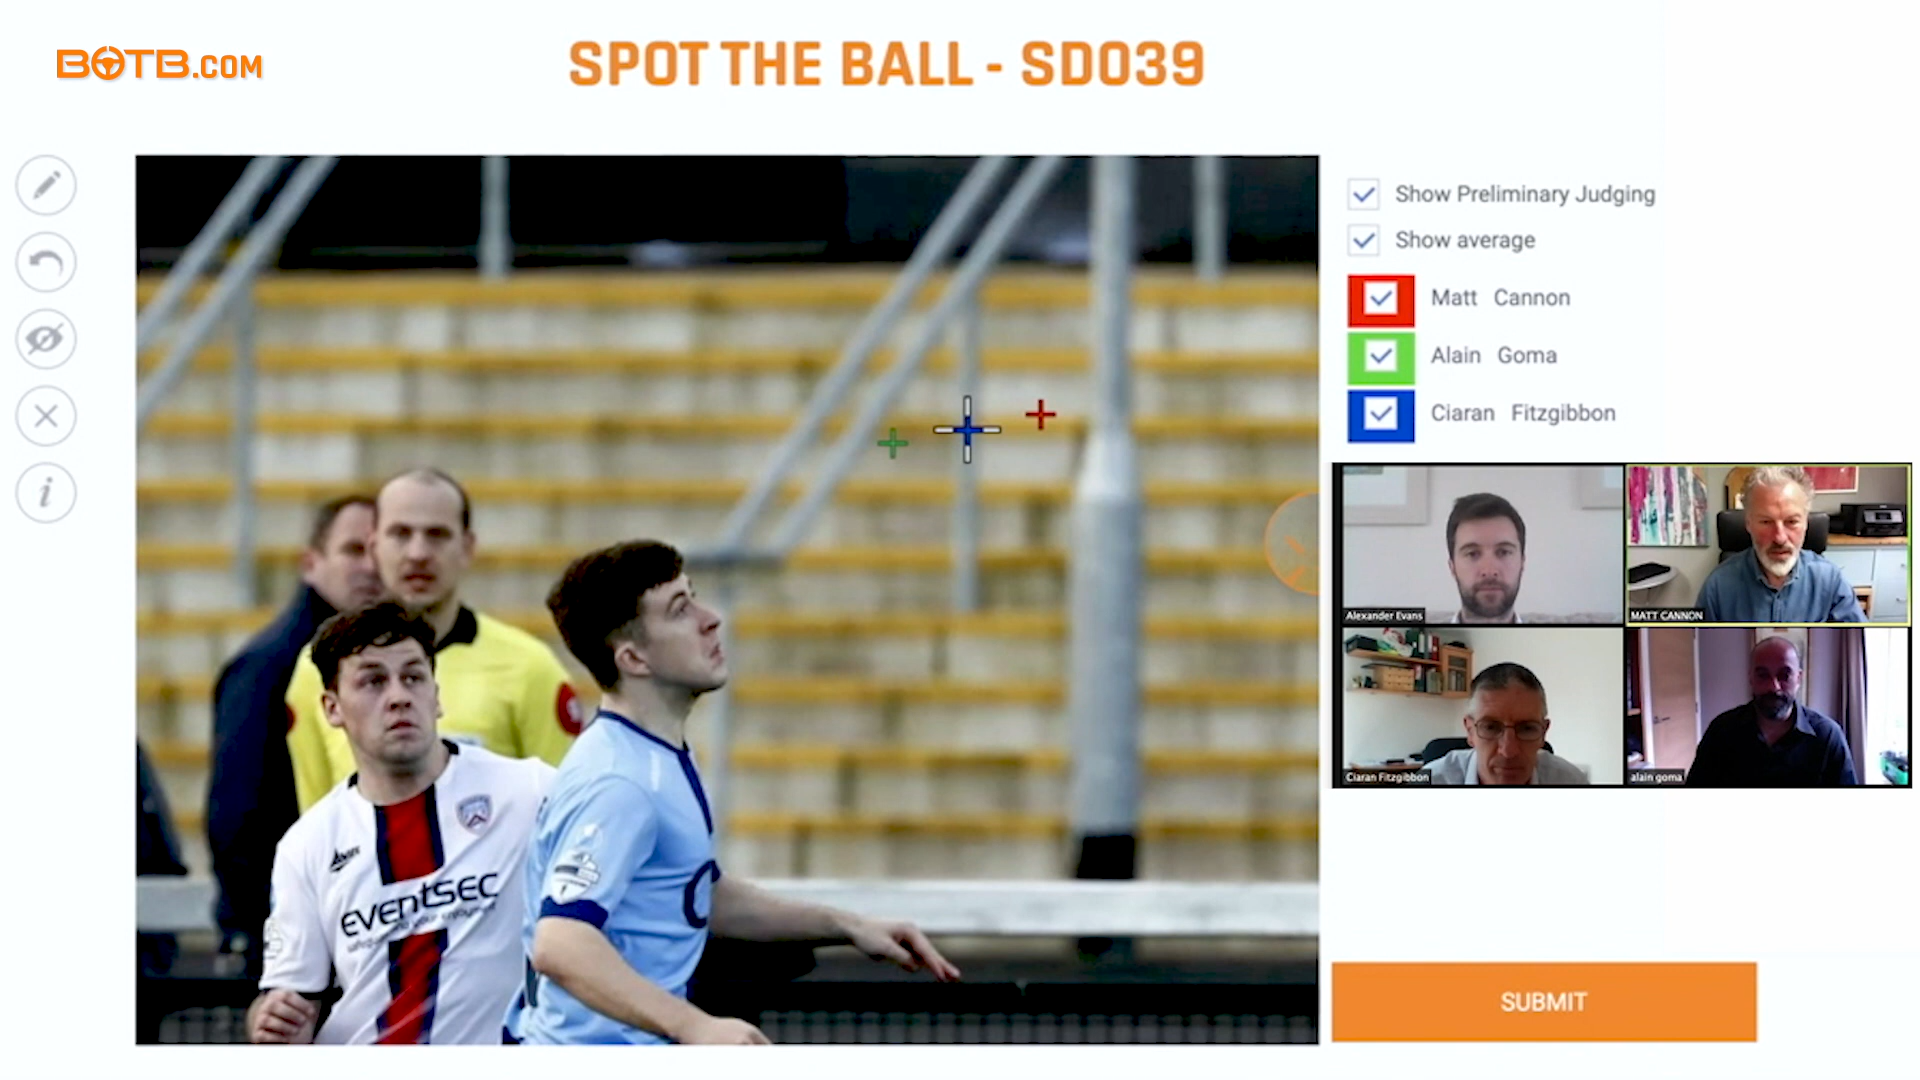 BOTB.COM
SPOT THE BALL - SD039
Show Preliminary Judging
Show average
Matt Cannon
Alain Goma
Ciaran Fitzgibbon
Alexander Evans
MATT CANNON
Ciaran Fitzgibbon
alain goma
eventsec
SUBMIT